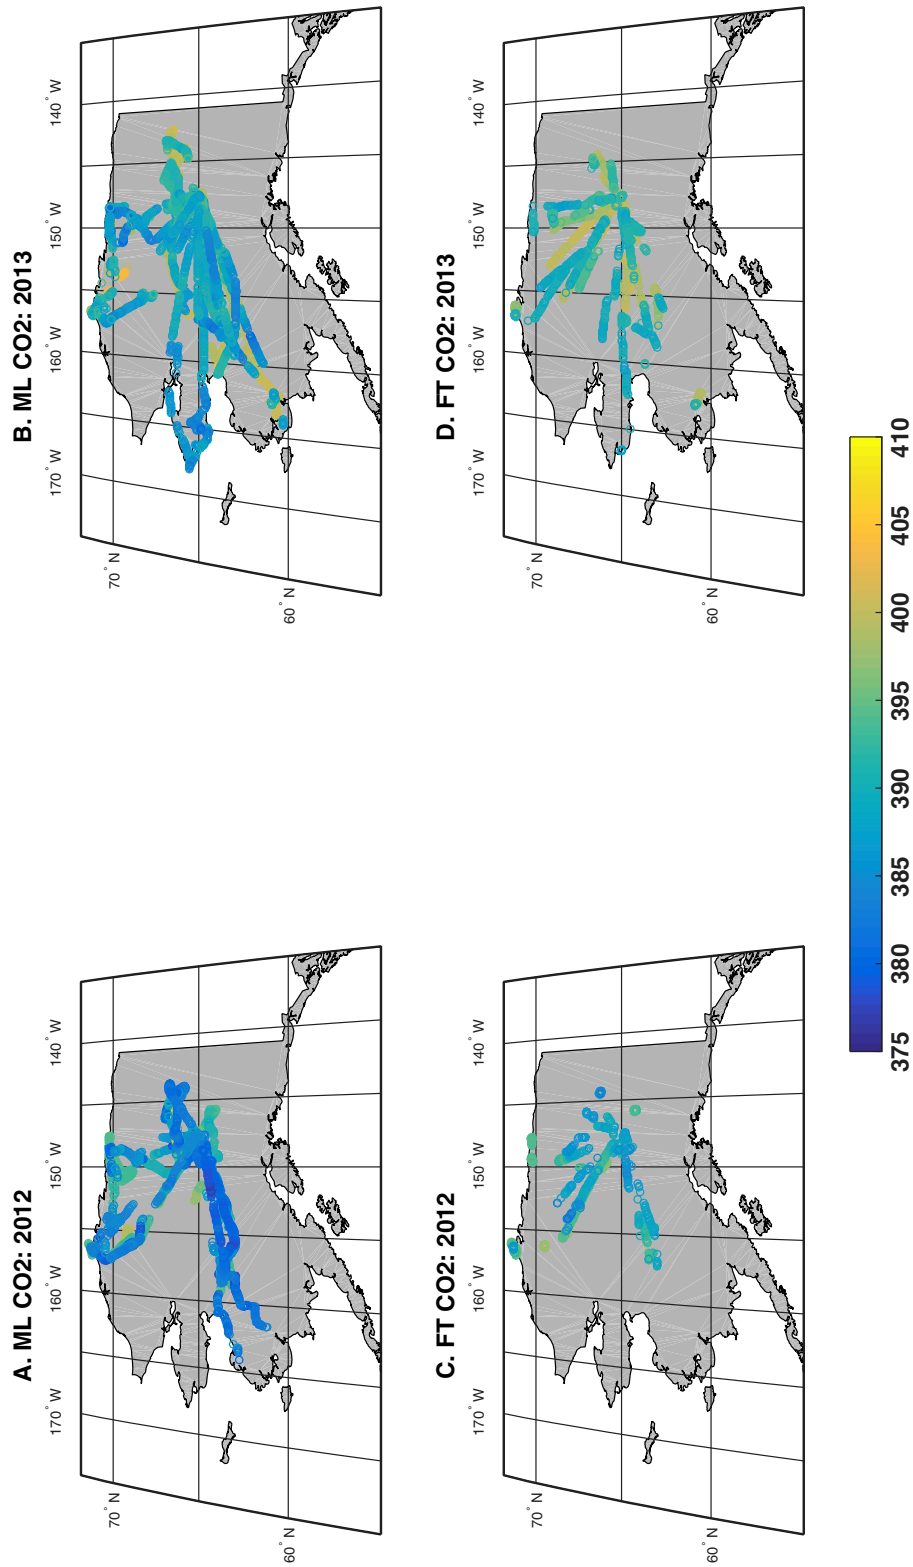 A. ML CO2: 2012
170° W
160° W
150° W
140° W
70° N
60° N
B. ML CO2: 2013
170° W
160° W
150° W
140° W
70° N
60° N
C. FT CO2: 2012
170° W
160° W
150° W
140° W
70° N
60° N
D. FT CO2: 2013
170° W
160° W
150° W
140° W
70° N
60° N
375 380 385 390 395 400 405 410